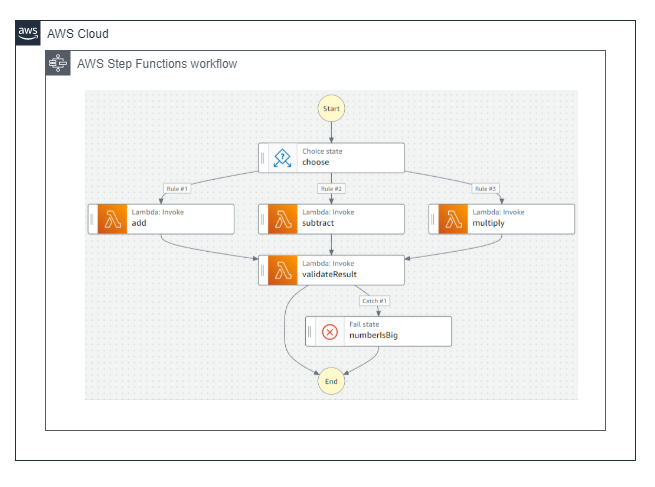 aws
AWS Cloud
AWS Step Functions workflow
Start
?
Choice state
choose
Rule #1
Rule #2
Rule #3
Lambda: Invoke
add
Lambda: Invoke
subtract
Lambda: Invoke
multiply
Lambda: Invoke
validateResult
Catch #1
Fail state
numberIsBig
End